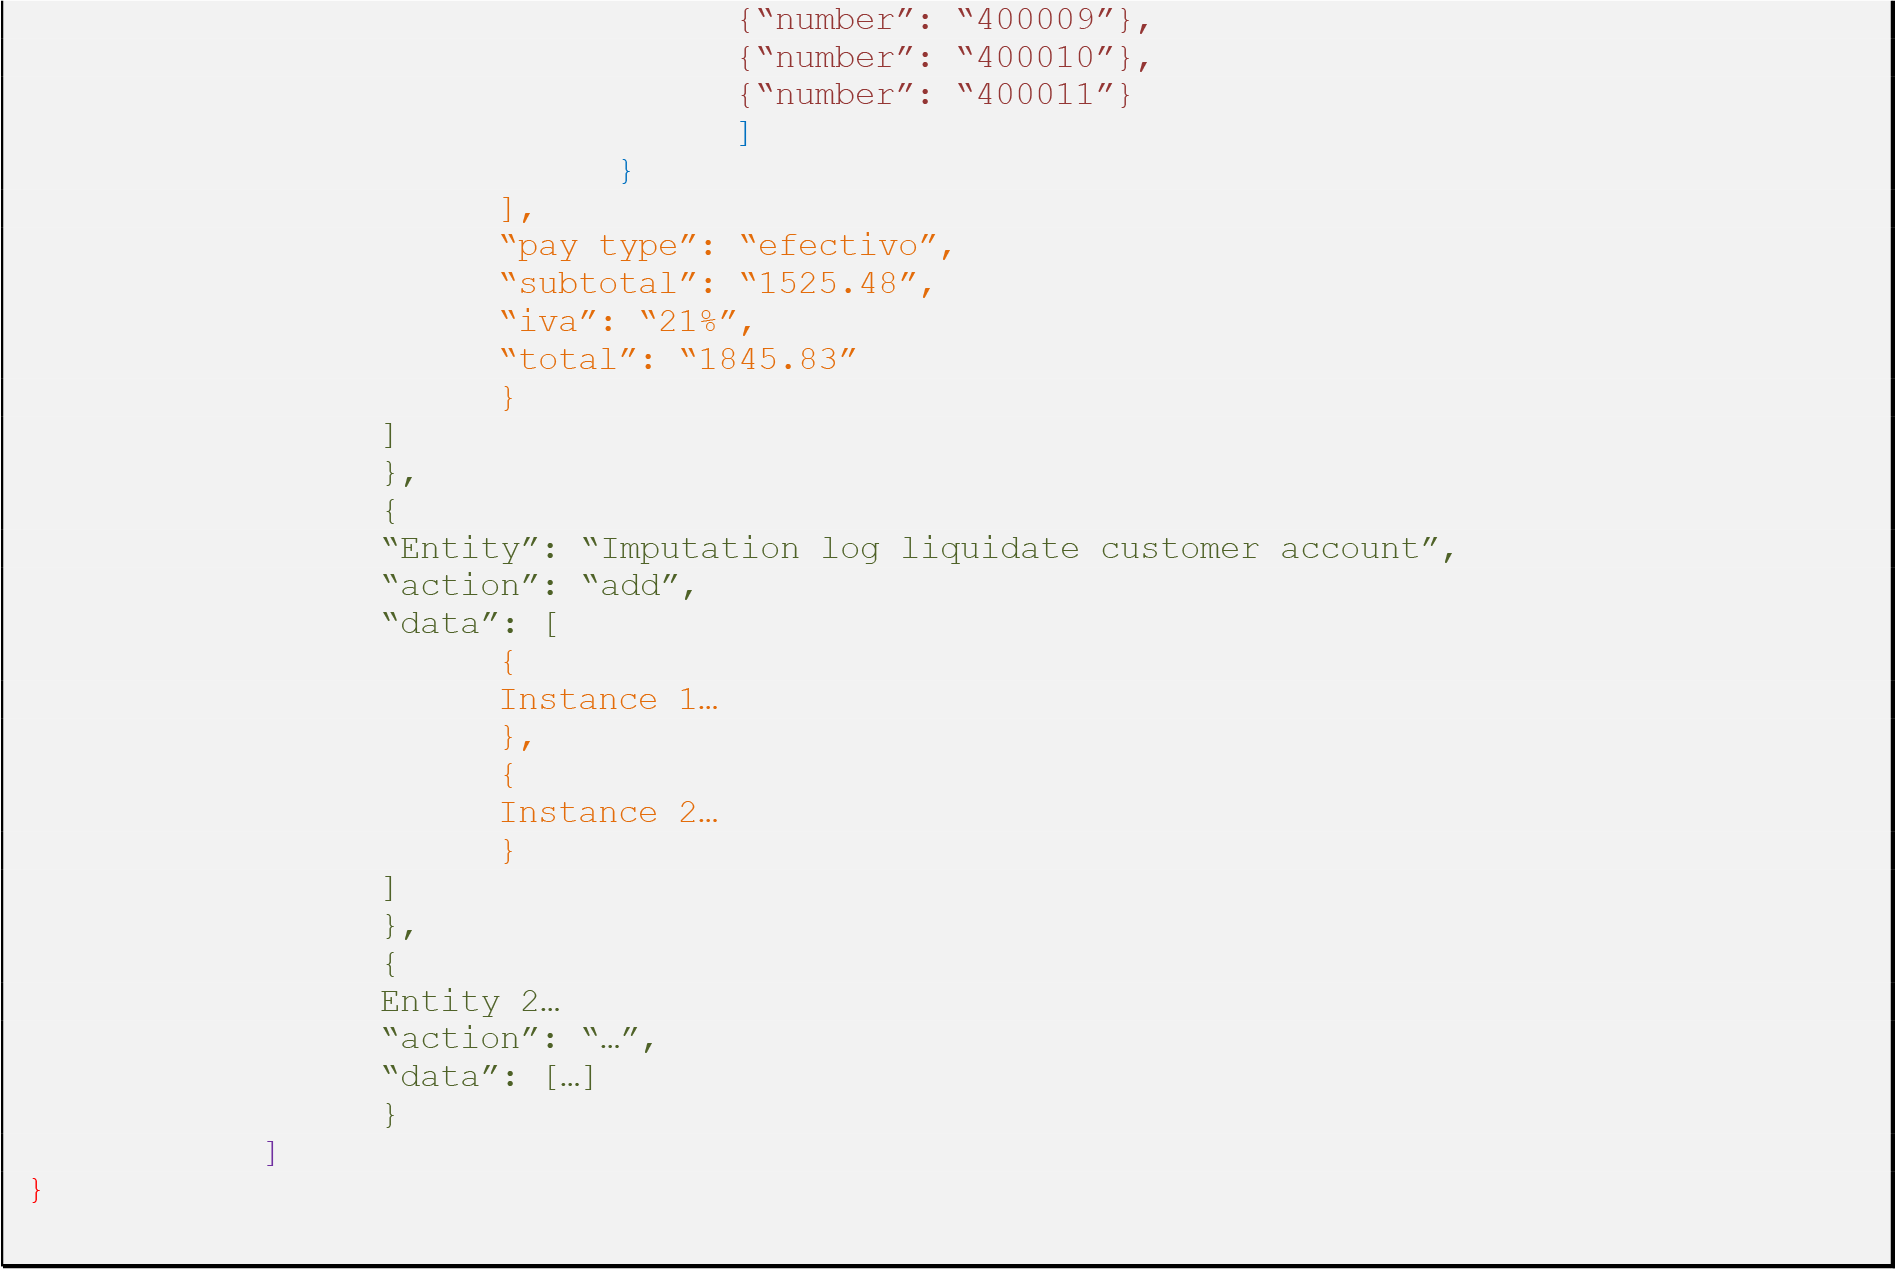 {“number”: “400009”},
{“number”: “400010”},
{“number”: “400011”}
]
}
],
“pay type”: “efectivo”,
“subtotal”: “1525.48”,
“iva”: “21%”,
“total”: “1845.83”
}
]
},
{
“Entity”: “Imputation log liquidate customer account”,
“action”: “add”,
“data”: [
{
Instance 1…
},
{
Instance 2…
}
]
},
{
Entity 2…
“action”: “…”,
“data”: […]
}
]
}